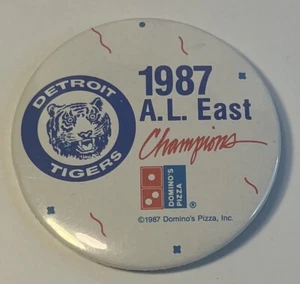 DETROIT
TIGERS
1987
A.L. East
Champions
DOMINO'S
PIZZA
®
©1987 Domino's Pizza, Inc.